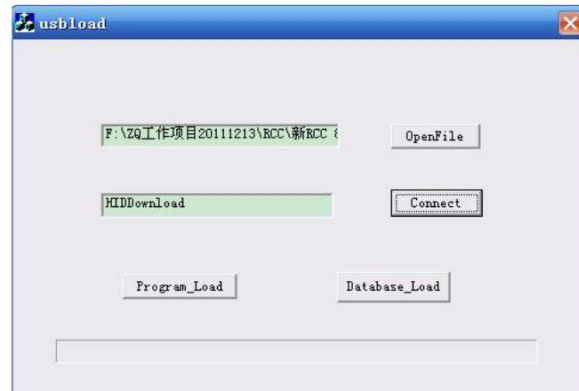 usbload
F:\ZQ工作项目20111213\RCC\新RCC 8
OpenFile
HIDDownload
Connect
Program_Load
Database_Load